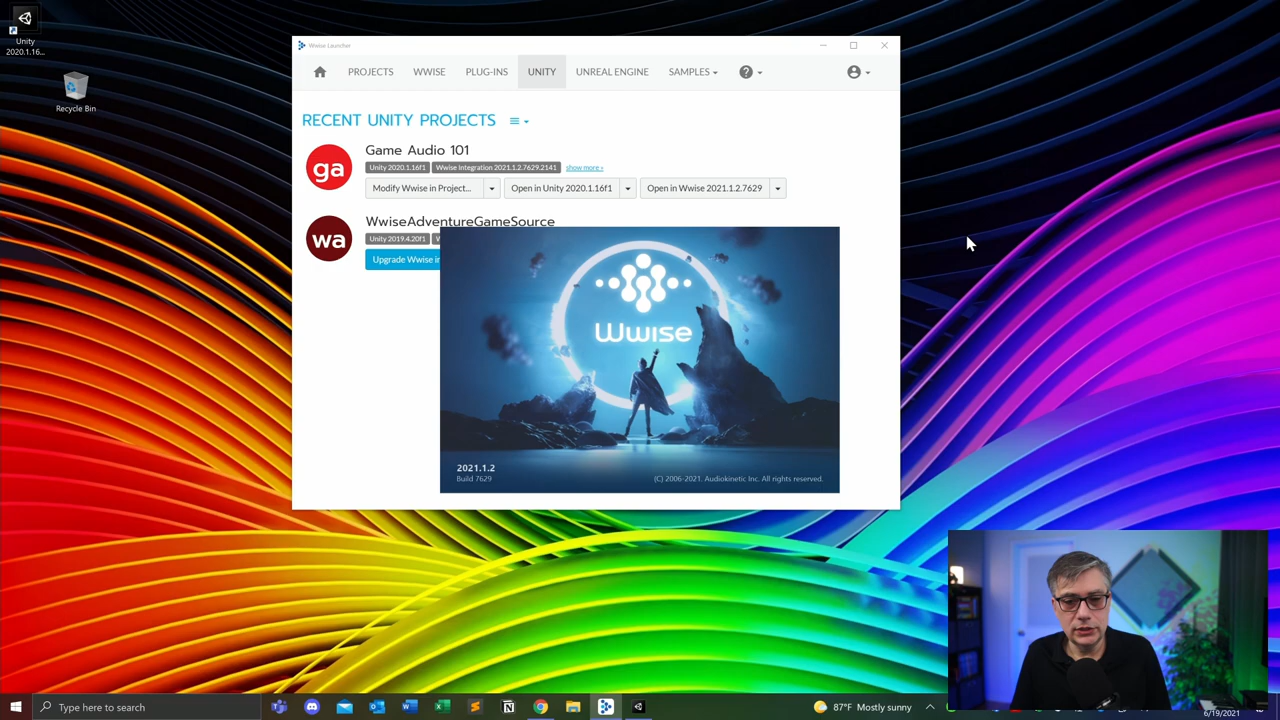 Unity
2020.1.16...
Recycle Bin
Wwise Launcher
PROJECTS
WWISE
PLUG-INS
UNITY
UNREAL ENGINE
SAMPLES
RECENT UNITY PROJECTS
ga
Game Audio 101
Unity 2020.1.16f1
Wwise Integration 2021.1.2.7629.2141
show more »
Modify Wwise in Project...
Open in Unity 2020.1.16f1
Open in Wwise 2021.1.2.7629
wa
WwiseAdventureGameSource
Unity 2019.4.20f1
W
Upgrade Wwise in
Wwise
2021.1.2
Build 7629
(C) 2006-2021. Audiokinetic Inc. All rights reserved.
Type here to search
87°F Mostly sunny
6/19/2021